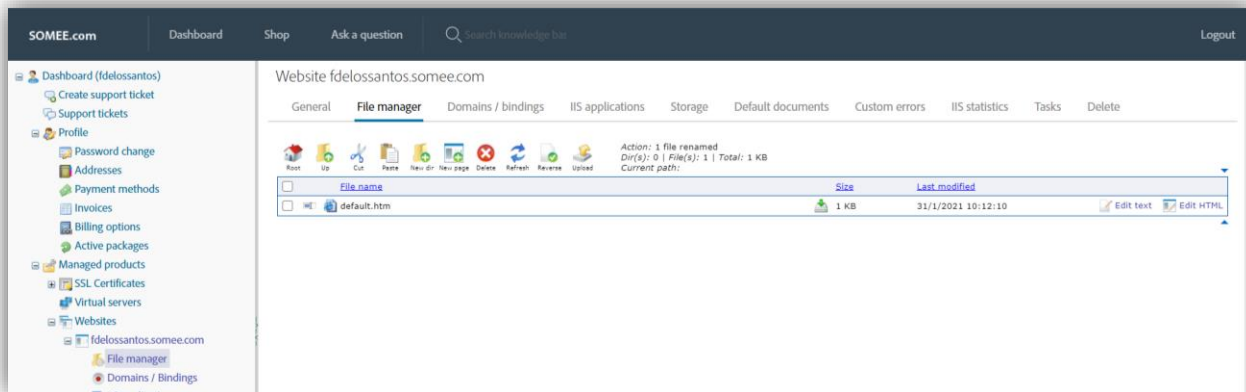 SOMEE.com Dashboard Shop Ask a question Search knowledge bas Logout
Dashboard (fdelossantos)
Create support ticket
Support tickets
Profile
Password change
Addresses
Payment methods
Invoices
Billing options
Active packages
Managed products
SSL Certificates
Virtual servers
Websites
fdelossantos.somee.com
File manager
Domains / Bindings
Website fdelossantos.somee.com
General File manager Domains / bindings IIS applications Storage Default documents Custom errors IIS statistics Tasks Delete
Root Up Cut Paste New dir New page Delete Refresh Reverse Upload
Action: 1 file renamed
Dir(s): 0 | File(s): 1 | Total: 1 KB
Current path:
File name Size Last modified
default.htm 1 KB 31/1/2021 10:12:10 Edit text Edit HTML